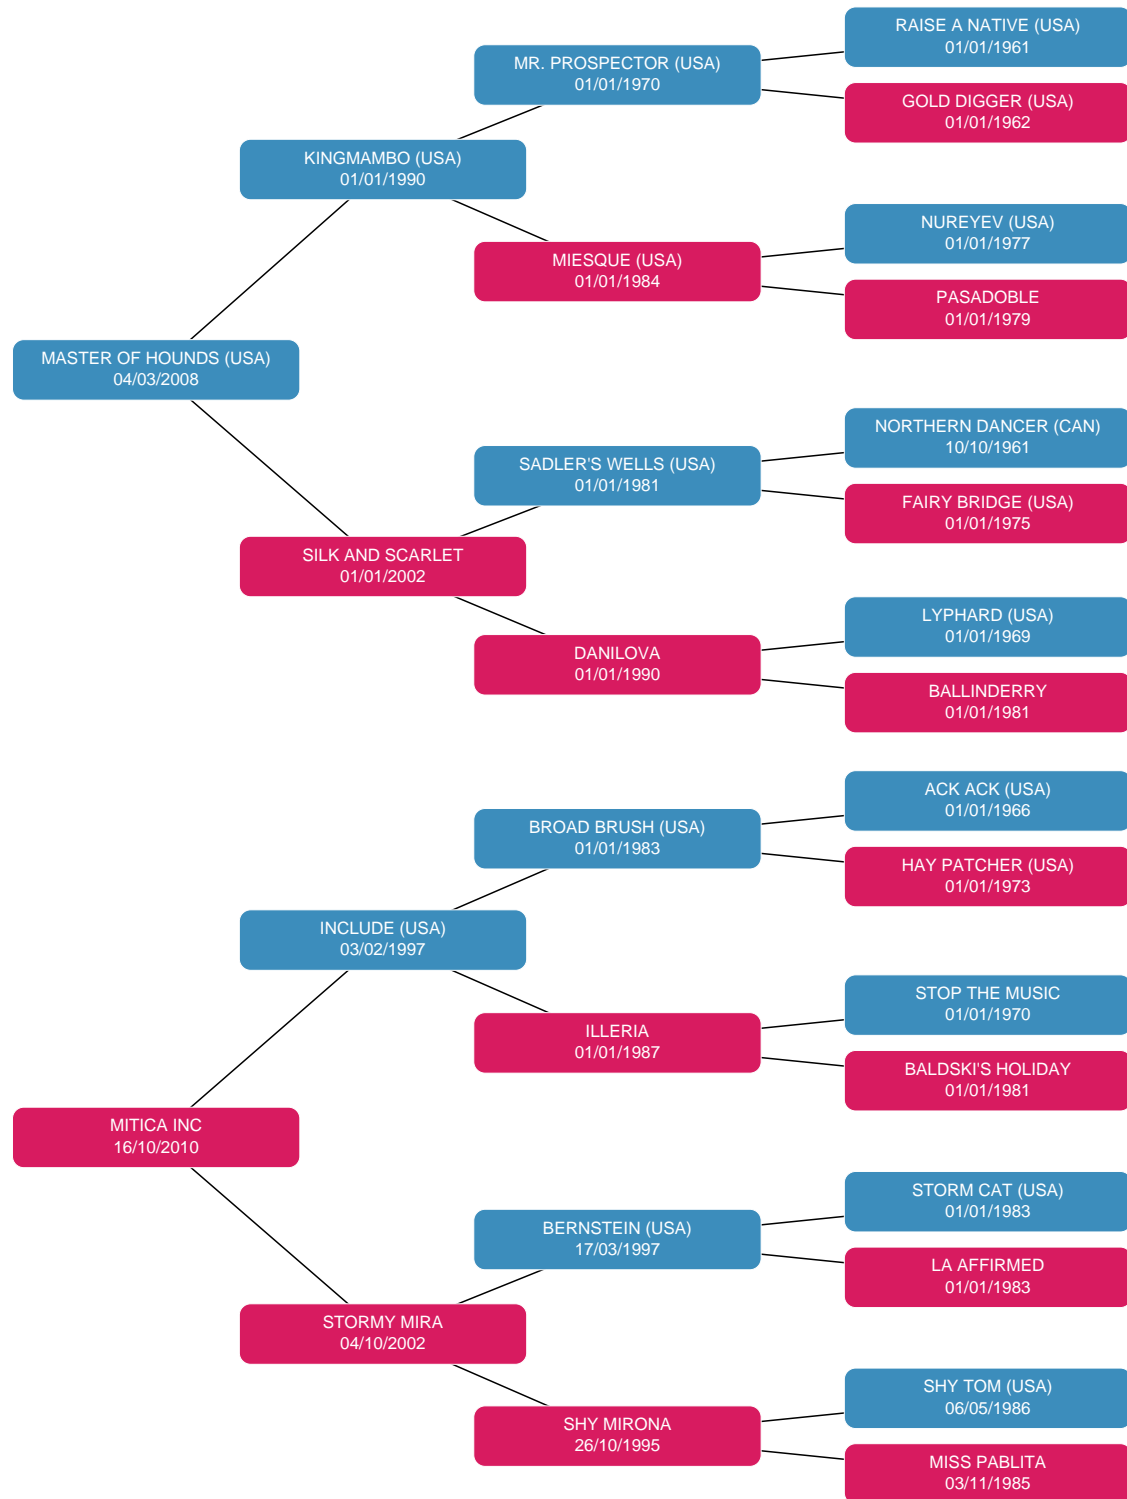 RAISE A NATIVE (USA)
01/01/1961
MR. PROSPECTOR (USA)
01/01/1970
GOLD DIGGER (USA)
01/01/1962
KINGMAMBO (USA)
01/01/1990
NUREYEV (USA)
01/01/1977
MIESQUE (USA)
01/01/1984
PASADOBLE
01/01/1979
MASTER OF HOUNDS (USA)
04/03/2008
NORTHERN DANCER (CAN)
10/10/1961
SADLER'S WELLS (USA)
01/01/1981
FAIRY BRIDGE (USA)
01/01/1975
SILK AND SCARLET
01/01/2002
LYPHARD (USA)
01/01/1969
DANILOVA
01/01/1990
BALLINDERRY
01/01/1981
ACK ACK (USA)
01/01/1966
BROAD BRUSH (USA)
01/01/1983
HAY PATCHER (USA)
01/01/1973
INCLUDE (USA)
03/02/1997
STOP THE MUSIC
01/01/1970
ILLERIA
01/01/1987
BALDSKI'S HOLIDAY
01/01/1981
MITICA INC
16/10/2010
STORM CAT (USA)
01/01/1983
BERNSTEIN (USA)
17/03/1997
LA AFFIRMED
01/01/1983
STORMY MIRA
04/10/2002
SHY TOM (USA)
06/05/1986
SHY MIRONA
26/10/1995
MISS PABLITA
03/11/1985